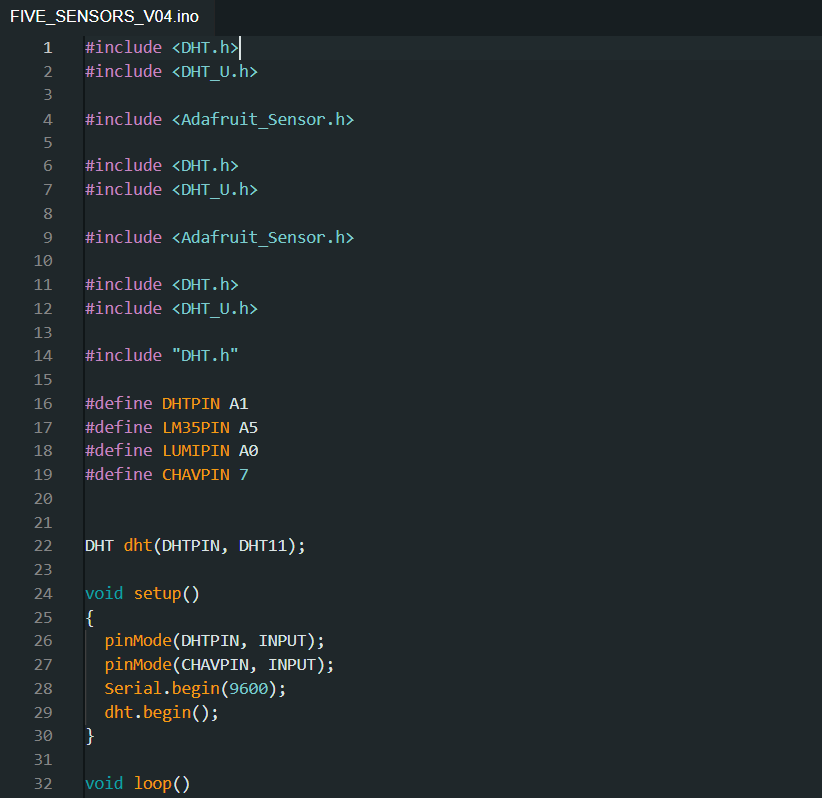 FIVE_SENSORS_V04.ino
1 #include <DHT.h>
2 #include <DHT_U.h>
3
4 #include <Adafruit_Sensor.h>
5
6 #include <DHT.h>
7 #include <DHT_U.h>
8
9 #include <Adafruit_Sensor.h>
10
11 #include <DHT.h>
12 #include <DHT_U.h>
13
14 #include "DHT.h"
15
16 #define DHTPIN A1
17 #define LM35PIN A5
18 #define LUMIPIN A0
19 #define CHAVPIN 7
20
21
22 DHT dht(DHTPIN, DHT11);
23
24 void setup()
25 {
26   pinMode(DHTPIN, INPUT);
27   pinMode(CHAVPIN, INPUT);
28   Serial.begin(9600);
29   dht.begin();
30 }
31
32 void loop()